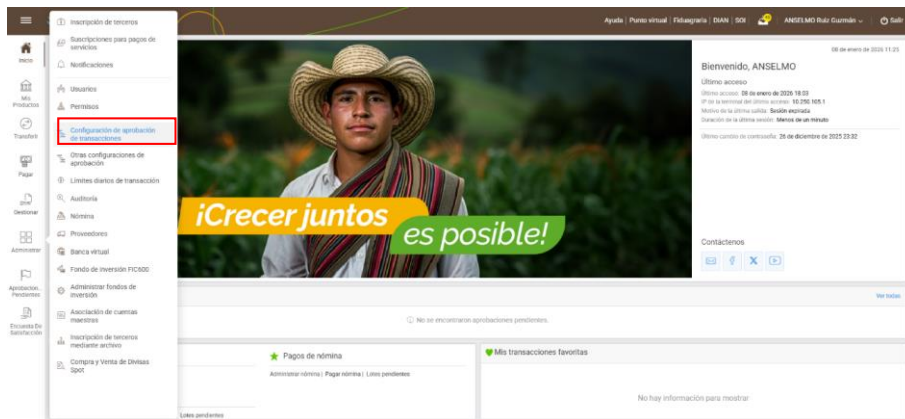 Ayuda | Punto virtual | Fiduagraria | DIAN | SOI
ANSELMO Ruiz Guzmán
Salir
Inicio
Mis
Productos
Transferir
Pagar
Gestionar
Administrar
Aprobacion...
Pendientes
Encuesta De
Satisfacción
Inscripción de terceros
Suscripciones para pagos de
servicios
Notificaciones
Usuarios
Permisos
Configuración de aprobación
de transacciones
Otras configuraciones de
aprobación
Limites diarios de transacción
Auditoría
Nómina
Proveedores
Banca virtual
Fondo de inversión FIC600
Administrar fondos de
inversión
Asociación de cuentas
maestras
Inscripción de terceros
mediante archivo
Compra y Venta de Divisas
Spot
¡Crecer juntos
es posible!
08 de enero de 2026 11:25
Bienvenido, ANSELMO
Último acceso
Último acceso: 08 de enero de 2026 18:03
IP de la terminal del último acceso: 10.250.165.1
Motivo de la última salida: Sesión expirada
Duración de la última sesión: Menos de un minuto
Último cambio de contraseña: 26 de diciembre de 2025 23:32
Contáctenos
Ver todas
No se encontraron aprobaciones pendientes.
Pagos de nómina
Administrar nómina | Pagar nómina | Lotes pendientes
Mis transacciones favoritas
No hay información para mostrar
Lotes pendientes